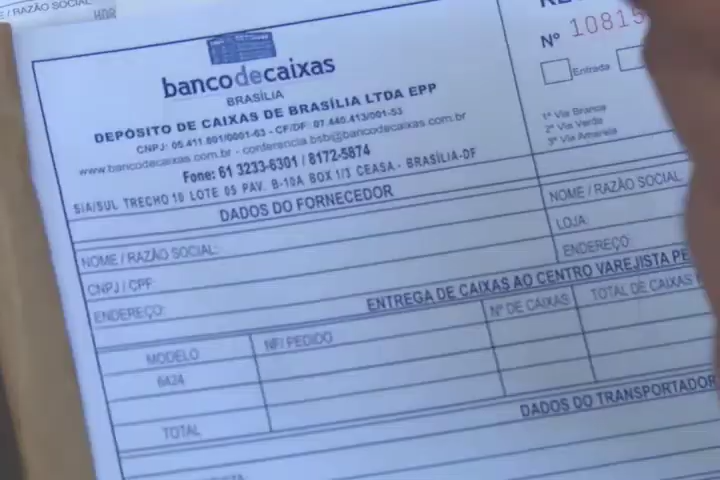 E / RAZÃO SOCIAL
Nº 10815
bancodecaixas
BRASÍLIA
Entrada
DEPÓSITO DE CAIXAS DE BRASÍLIA LTDA EPP
CNPJ: 05.411.801/0001-63 - CF/DF: 07.440.413/001-53
www.bancodecaixas.com.br - conferencia.bsb@bancodecaixas.com.br
Fone: 61 3233-6301 / 8172-5874
SIA/SUL TRECHO 10 LOTE 05 PAV. B-10A BOX 1/3 CEASA - BRASÍLIA-DF
1ª Via Branca
2ª Via Verde
3ª Via Amarela
DADOS DO FORNECEDOR
NOME / RAZÃO SOCIAL:
CNPJ / CPF:
ENDEREÇO:
NOME / RAZÃO SOCIAL:
LOJA:
ENDEREÇO:
ENTREGA DE CAIXAS AO CENTRO VAREJISTA PE
MODELO
NF/ PEDIDO
Nº DE CAIXAS
TOTAL DE CAIXAS
6424
TOTAL
DADOS DO TRANSPORTADOR